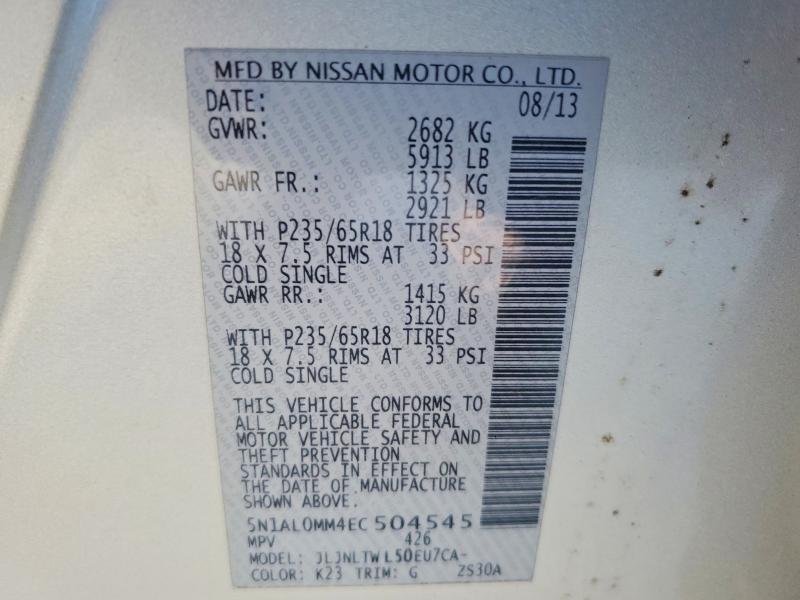 MFD BY NISSAN MOTOR CO., LTD.
DATE: 08/13
GVWR: 2682 KG
5913 LB
GAWR FR.: 1325 KG
2921 LB
WITH P235/65R18 TIRES
18 X 7.5 RIMS AT 33 PSI
COLD SINGLE
GAWR RR.: 1415 KG
3120 LB
WITH P235/65R18 TIRES
18 X 7.5 RIMS AT 33 PSI
COLD SINGLE
THIS VEHICLE CONFORMS TO
ALL APPLICABLE FEDERAL
MOTOR VEHICLE SAFETY AND
THEFT PREVENTION
STANDARDS IN EFFECT ON
THE DATE OF MANUFACTURE
SHOWN ABOVE.
5N1AL0MM4EC504545
MPV 426
MODEL: JLJNLTWL50EU7CA-
COLOR: K23 TRIM: G ZS30A